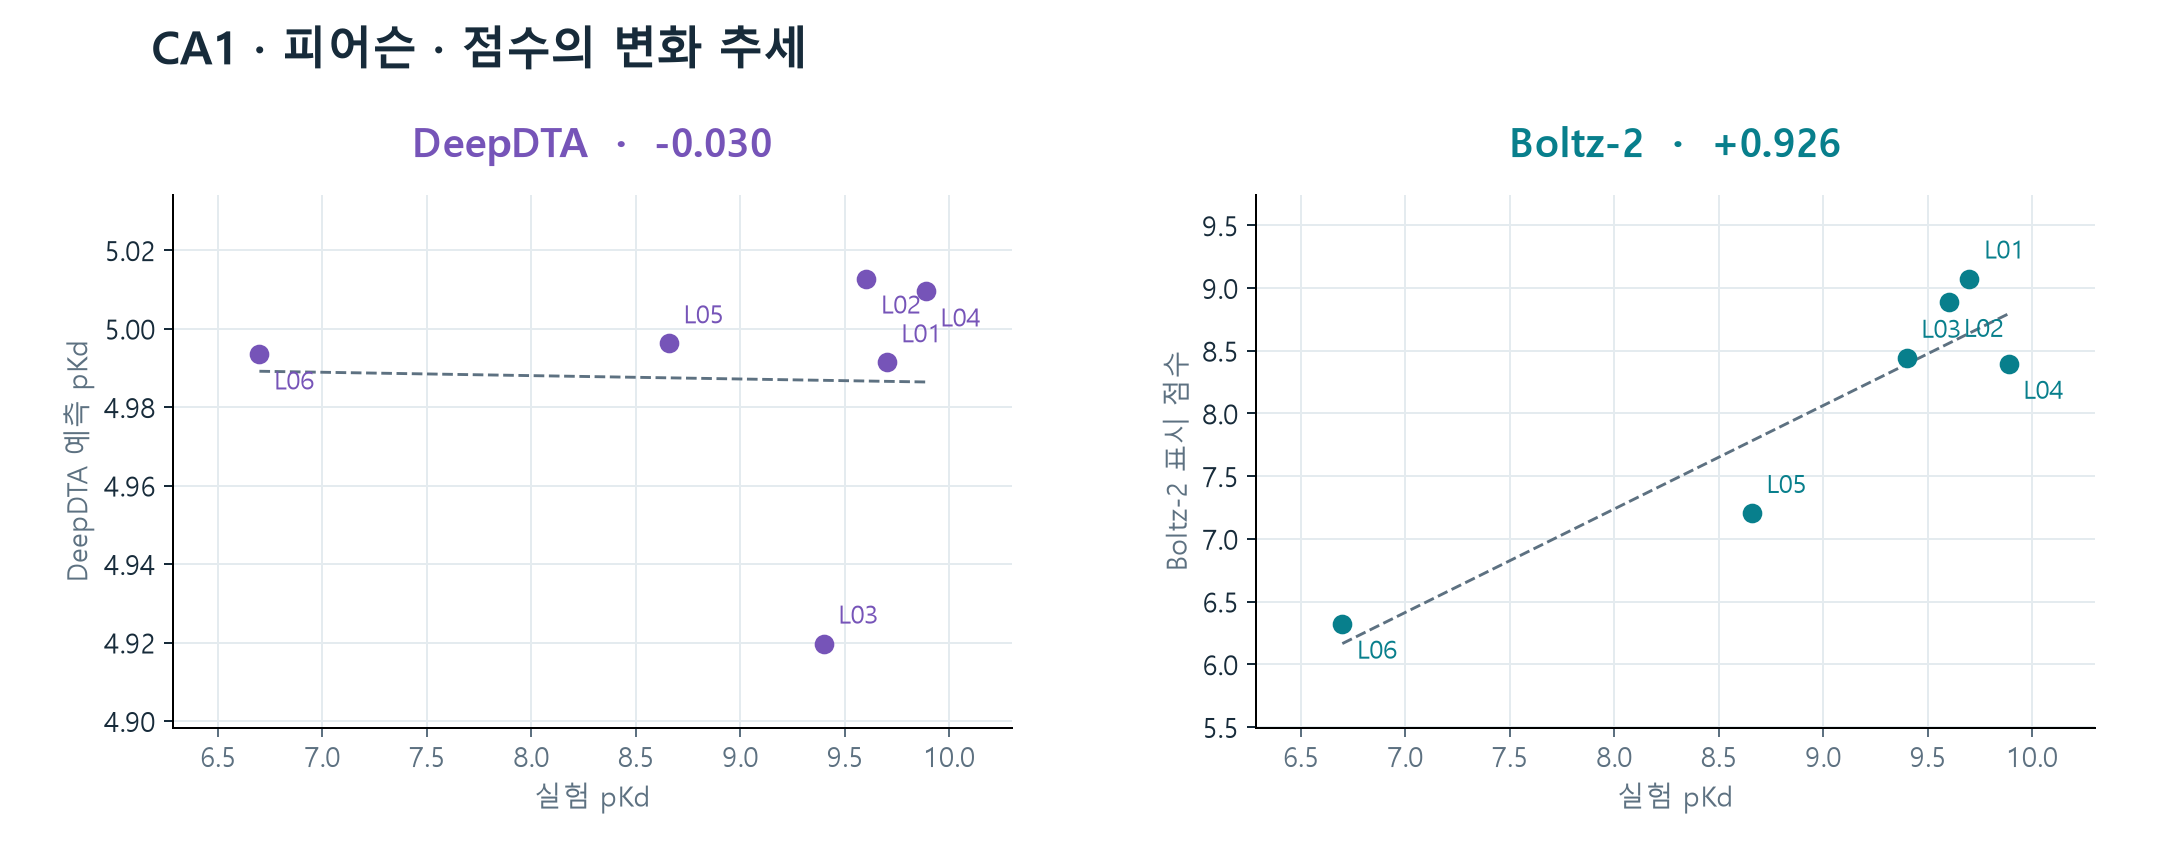 CA1 · 피어슨 · 점수의 변화 추세
DeepDTA · -0.030
DeepDTA 예측 pKd
5.02
5.00
4.98
4.96
4.94
4.92
4.90
L02
L04
L05
L01
L06
L03
6.5 7.0 7.5 8.0 8.5 9.0 9.5 10.0
실험 pKd
Boltz-2 · +0.926
Boltz-2 표시 점수
9.5
9.0
8.5
8.0
7.5
7.0
6.5
6.0
5.5
L01
L03 L02
L04
L05
L06
6.5 7.0 7.5 8.0 8.5 9.0 9.5 10.0
실험 pKd